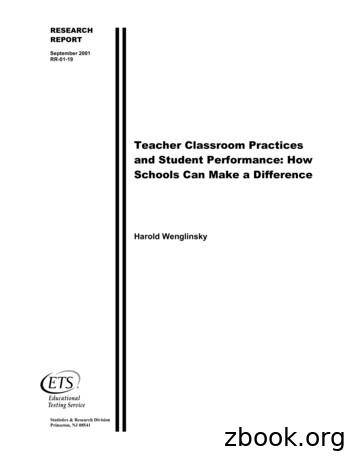 RESEARCH
REPORT
September 2001
RR-01-19
Teacher Classroom Practices
and Student Performance: How
Schools Can Make a Difference
Harold Wenglinsky
ETS
Educational
Testing Service
Statistics & Research Division
Princeton, NJ 08541
zbook.org